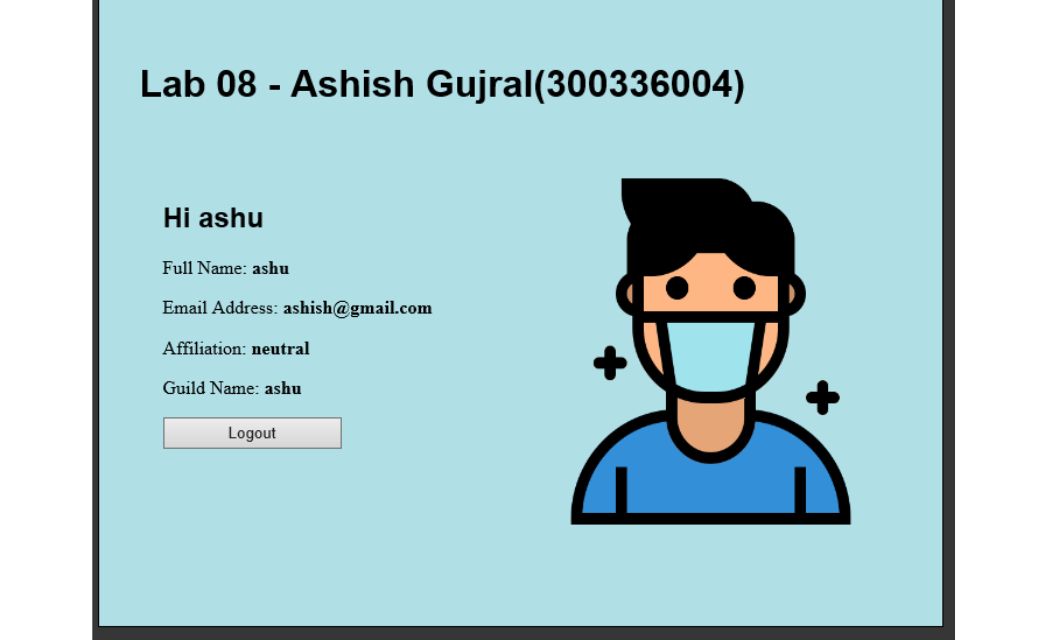 Lab 08 - Ashish Gujral(300336004)
Hi ashu
Full Name: ashu
Email Address: ashish@gmail.com
Affiliation: neutral
Guild Name: ashu
Logout